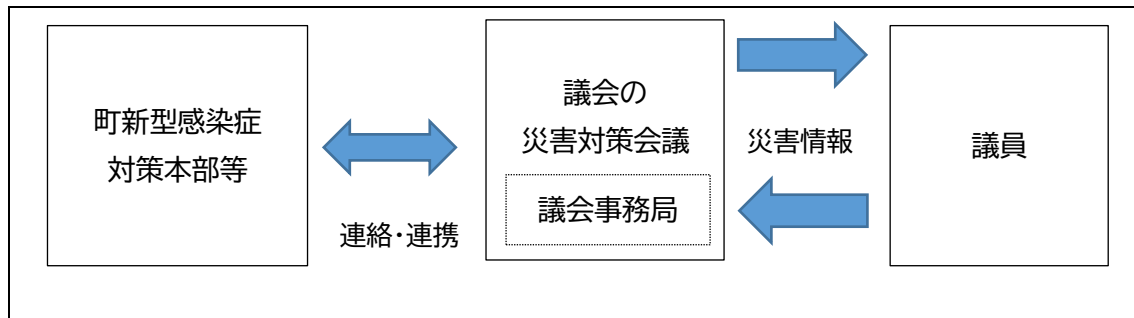 町新型感染症
対策本部等
連絡・連携
議会の
災害対策会議
議会事務局
災害情報
議員